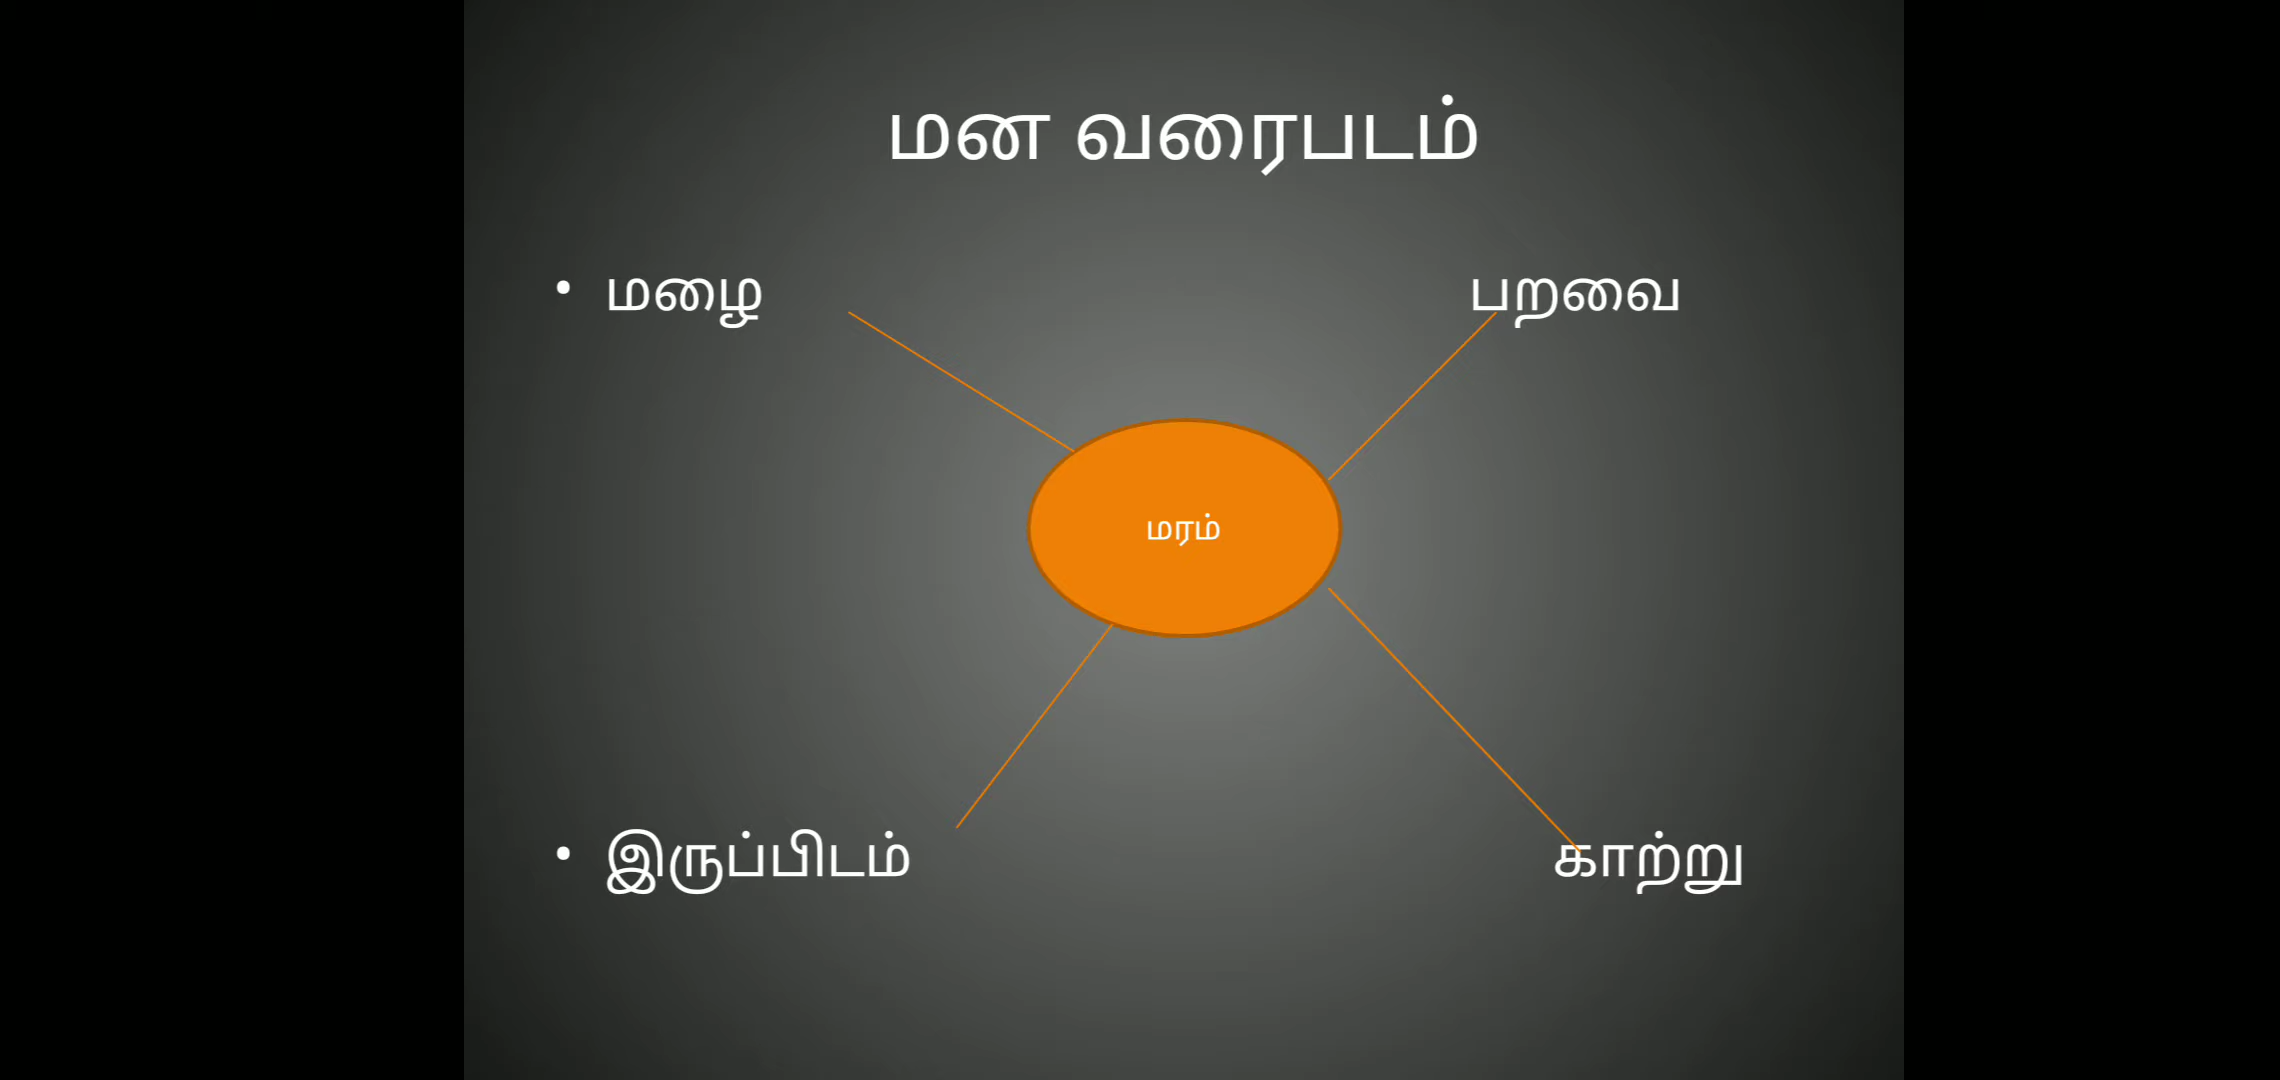 மன வரைபடம்
• மழை பறவை
மரம்
• இருப்பிடம் காற்று